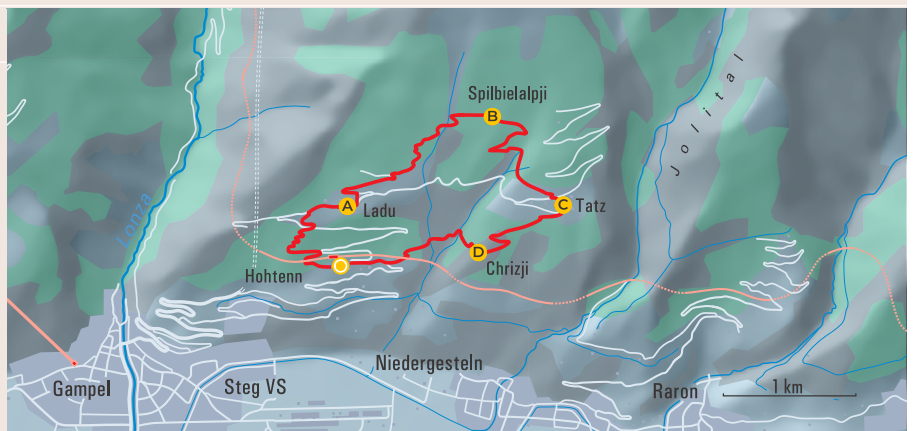 Jolital
Spilbielalpji
B
Lonza
A
Ladu
C
Tatz
D
Chrizji
Hohtenn
Niedergesteln
Gampel
Steg VS
Raron
1 km